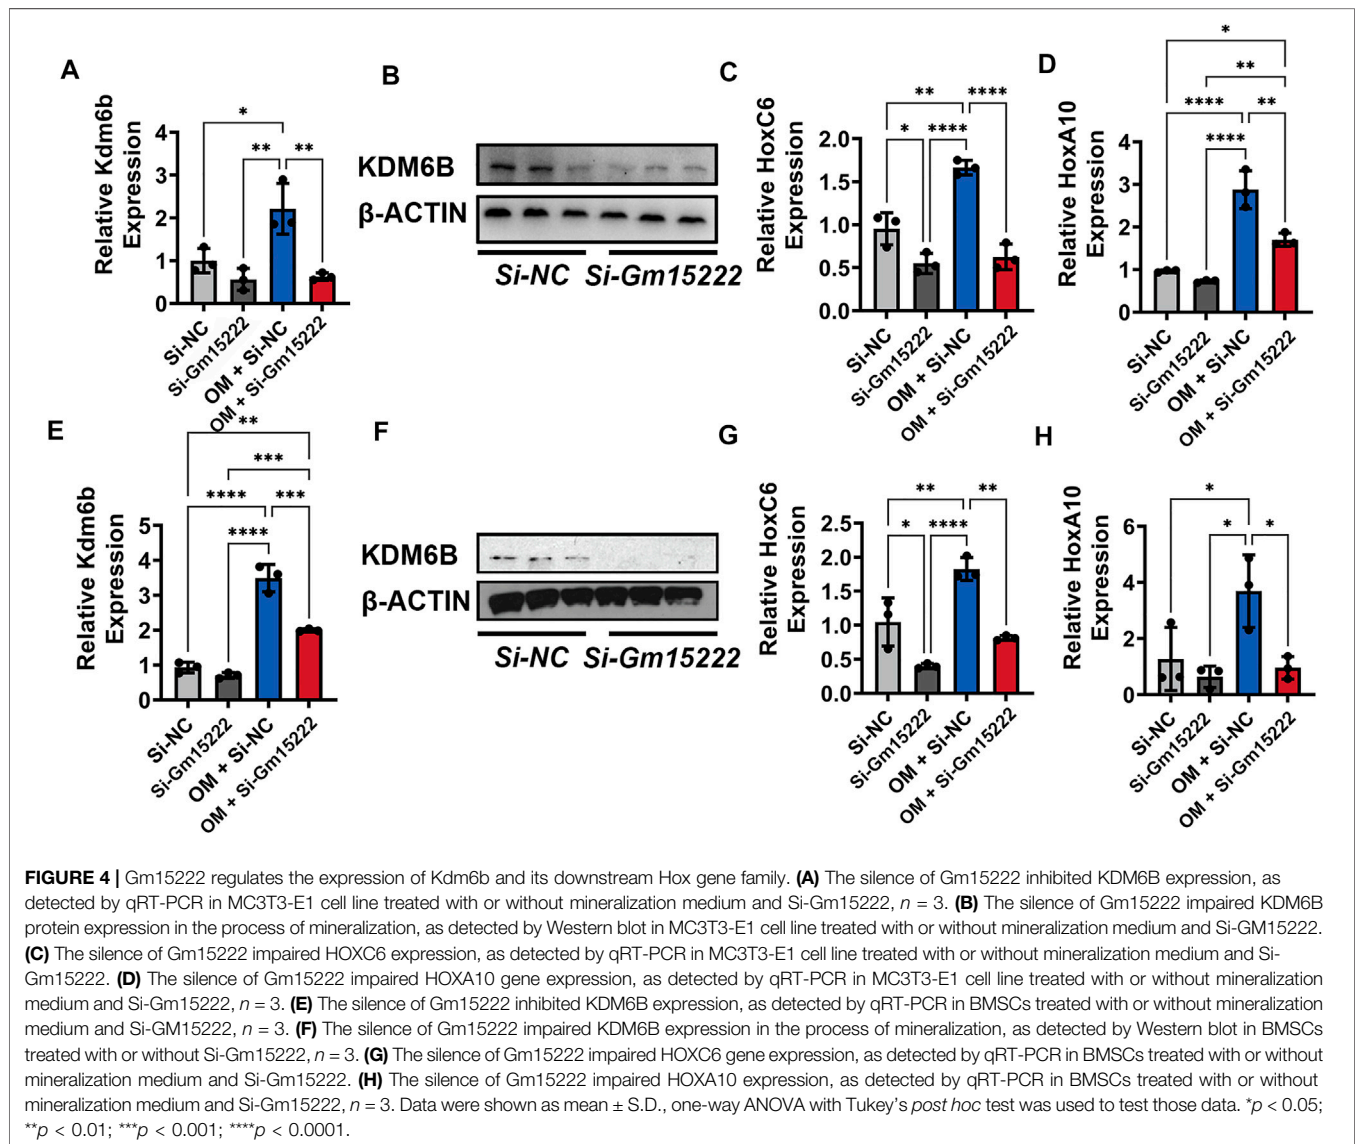 A
Relative Kdm6b
Expression
4
3
2
1
0
*
** **
Si-NC
Si-Gm15222
OM + Si-NC
OM + Si-Gm15222
B
KDM6B
β-ACTIN
Si-NC Si-Gm15222
C
Relative HoxC6
Expression
2.0
1.5
1.0
0.5
0.0
** ****
* ****
Si-NC
Si-Gm15222
OM + Si-NC
OM + Si-Gm15222
D
Relative HoxA10
Expression
4
3
2
1
0
*
**
**** **
****
Si-NC
Si-Gm15222
OM + Si-NC
OM + Si-Gm15222
E
Relative Kdm6b
Expression
5
4
3
2
1
0
**
***
**** ***
****
Si-NC
Si-Gm15222
OM + Si-NC
OM + Si-Gm15222
F
KDM6B
β-ACTIN
Si-NC Si-Gm15222
G
Relative HoxC6
Expression
2.5
2.0
1.5
1.0
0.5
0.0
** **
* ****
Si-NC
Si-Gm15222
OM + Si-NC
OM + Si-Gm15222
H
Relative HoxA10
Expression
6
4
2
0
*
* *
Si-NC
Si-Gm15222
OM + Si-NC
OM + Si-Gm15222
FIGURE 4 | Gm15222 regulates the expression of Kdm6b and its downstream Hox gene family. (A) The silence of Gm15222 inhibited KDM6B expression, as
detected by qRT-PCR in MC3T3-E1 cell line treated with or without mineralization medium and Si-Gm15222, n = 3. (B) The silence of Gm15222 impaired KDM6B
protein expression in the process of mineralization, as detected by Western blot in MC3T3-E1 cell line treated with or without mineralization medium and Si-GM15222.
(C) The silence of Gm15222 impaired HOXC6 expression, as detected by qRT-PCR in MC3T3-E1 cell line treated with or without mineralization medium and Si-
Gm15222. (D) The silence of Gm15222 impaired HOXA10 gene expression, as detected by qRT-PCR in MC3T3-E1 cell line treated with or without mineralization
medium and Si-Gm15222, n = 3. (E) The silence of Gm15222 inhibited KDM6B expression, as detected by qRT-PCR in BMSCs treated with or without mineralization
medium and Si-GM15222, n = 3. (F) The silence of Gm15222 impaired KDM6B expression in the process of mineralization, as detected by Western blot in BMSCs
treated with or without Si-Gm15222, n = 3. (G) The silence of Gm15222 impaired HOXC6 gene expression, as detected by qRT-PCR in BMSCs treated with or without
mineralization medium and Si-Gm15222. (H) The silence of Gm15222 impaired HOXA10 expression, as detected by qRT-PCR in BMSCs treated with or without
mineralization medium and Si-Gm15222, n = 3. Data were shown as mean ± S.D., one-way ANOVA with Tukey's post hoc test was used to test those data. *p < 0.05;
**p < 0.01; ***p < 0.001; ****p < 0.0001.